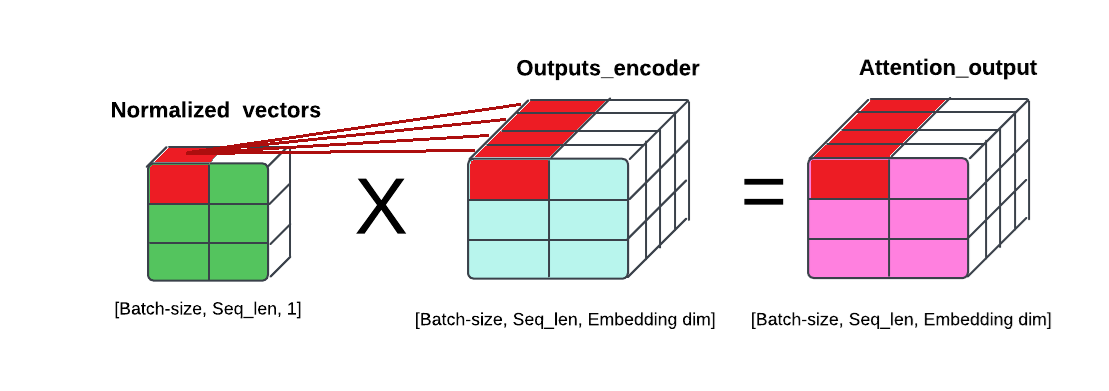 Outputs_encoder
Attention_output
Normalized vectors
X
=
[Batch-size, Seq_len, 1]
[Batch-size, Seq_len, Embedding dim]
[Batch-size, Seq_len, Embedding dim]